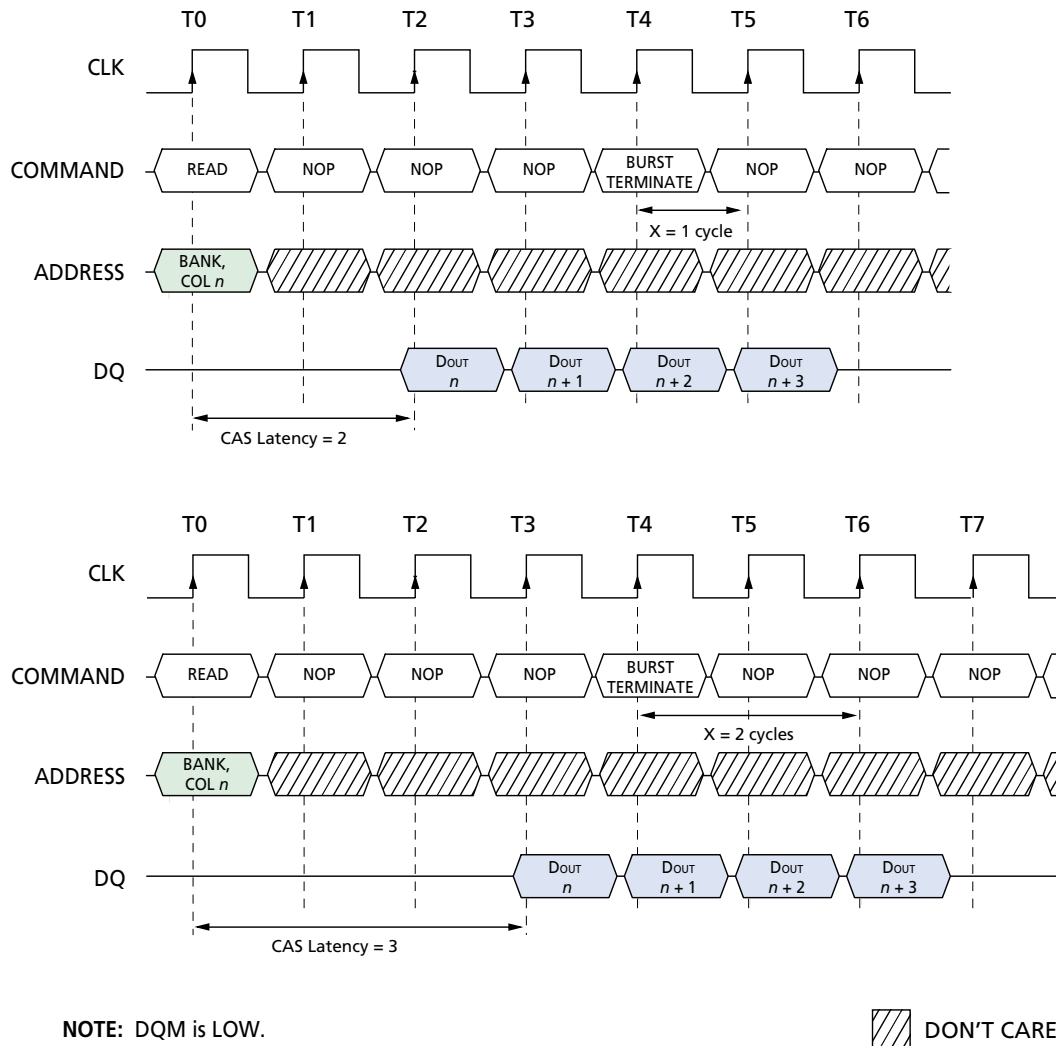 T0 T1 T2 T3 T4 T5 T6
CLK
COMMAND READ NOP NOP NOP BURST TERMINATE NOP NOP
X = 1 cycle
ADDRESS BANK, COL n
DQ DOUT n DOUT n + 1 DOUT n + 2 DOUT n + 3
CAS Latency = 2
T0 T1 T2 T3 T4 T5 T6 T7
CLK
COMMAND READ NOP NOP NOP BURST TERMINATE NOP NOP NOP
X = 2 cycles
ADDRESS BANK, COL n
DQ DOUT n DOUT n + 1 DOUT n + 2 DOUT n + 3
CAS Latency = 3
NOTE: DQM is LOW.
DON'T CARE